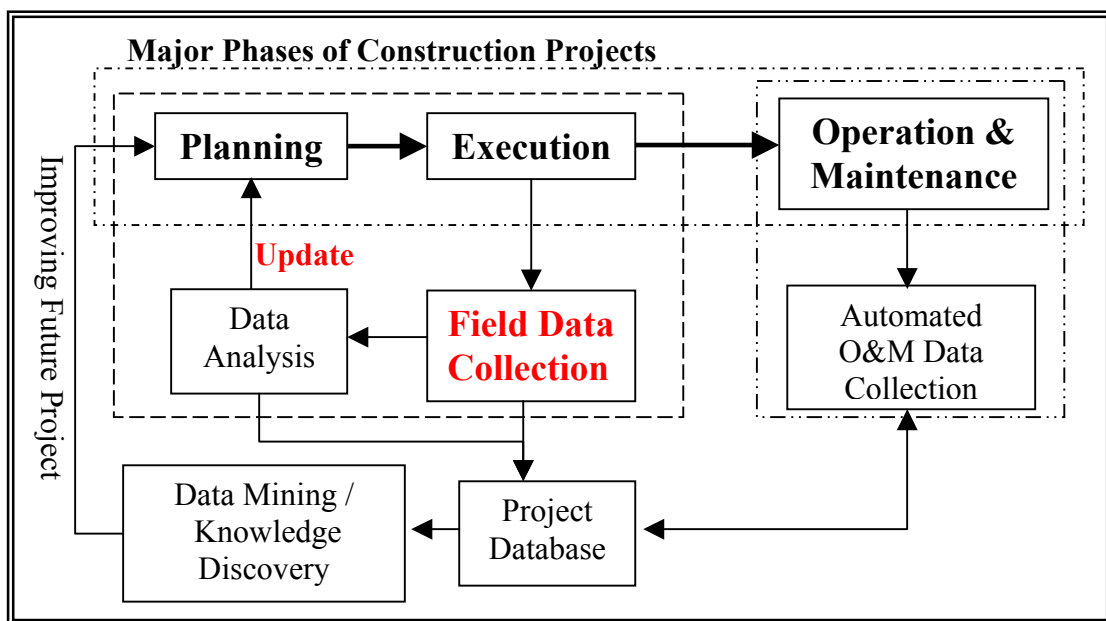 Major Phases of Construction Projects
Planning
Execution
Operation &
Maintenance
Update
Improving Future Project
Data
Analysis
Field Data
Collection
Automated
O&M Data
Collection
Data Mining /
Knowledge
Discovery
Project
Database